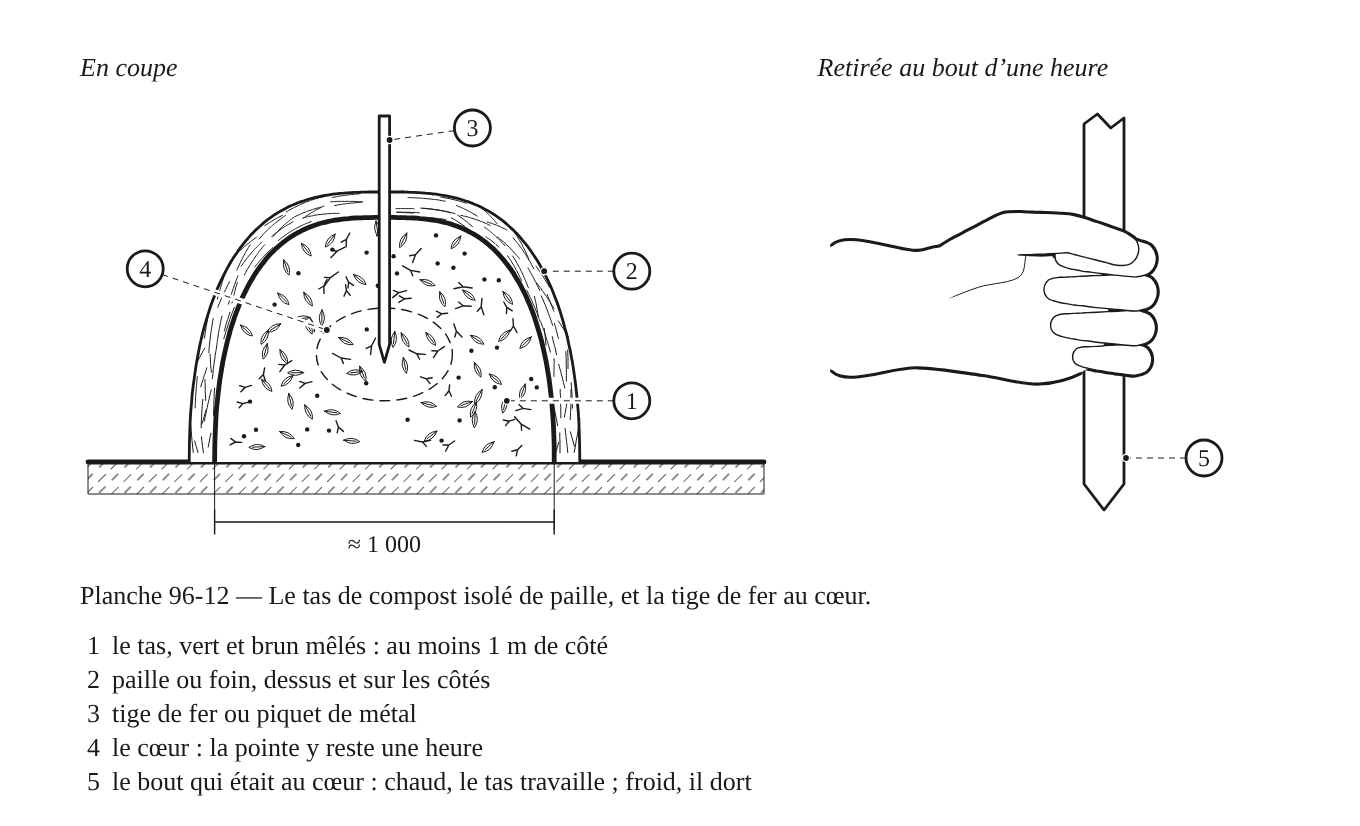 En coupe
Retirée au bout d’une heure
3
4
2
1
5
≈ 1 000
Planche 96-12 — Le tas de compost isolé de paille, et la tige de fer au cœur.
1 le tas, vert et brun mêlés : au moins 1 m de côté
2 paille ou foin, dessus et sur les côtés
3 tige de fer ou piquet de métal
4 le cœur : la pointe y reste une heure
5 le bout qui était au cœur : chaud, le tas travaille ; froid, il dort